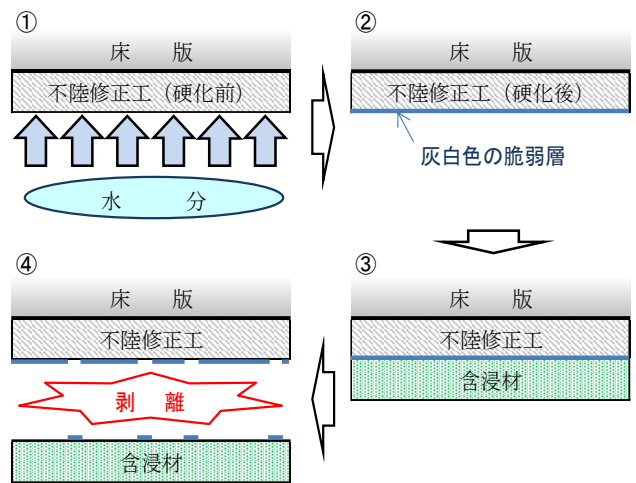 ①
床　版
不陸修正工（硬化前）
水　分
②
床　版
不陸修正工（硬化後）
灰白色の脆弱層
③
床　版
不陸修正工
含浸材
④
床　版
不陸修正工
剥　離
含浸材